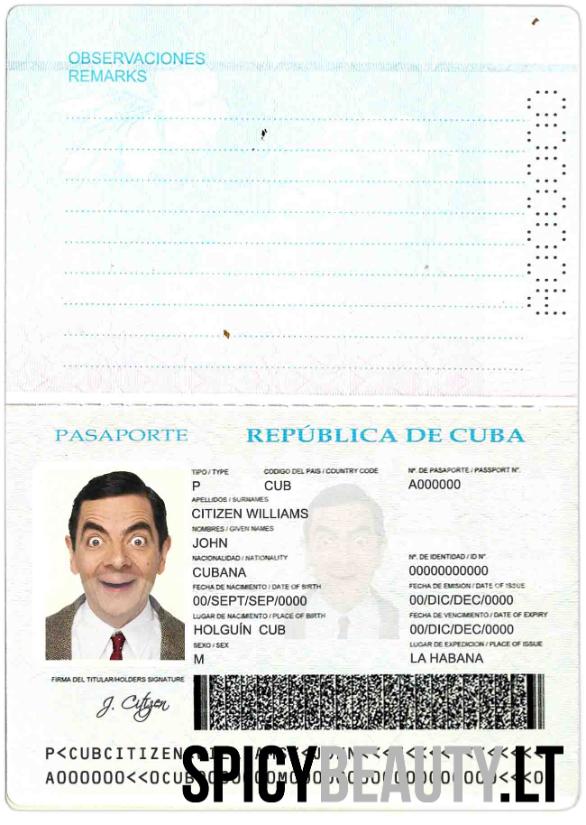 OBSERVACIONES
REMARKS
PASAPORTE REPÚBLICA DE CUBA
TIPO / TYPE CODIGO DEL PAIS / COUNTRY CODE Nº. DE PASAPORTE / PASSPORT Nº.
P CUB A000000
APELLIDOS / SURNAMES
CITIZEN WILLIAMS
NOMBRES / GIVEN NAMES
JOHN
NACIONALIDAD / NATIONALITY Nº. DE IDENTIDAD / ID Nº
CUBANA 00000000000
FECHA DE NACIMIENTO / DATE OF BIRTH FECHA DE EMISIÓN / DATE OF ISSUE
00/SEPT/SEP/0000 00/DIC/DEC/0000
LUGAR DE NACIMIENTO / PLACE OF BIRTH FECHA DE VENCIMIENTO / DATE OF EXPIRY
HOLGUÍN CUB 00/DIC/DEC/0000
SEXO / SEX LUGAR DE EXPEDICION / PLACE OF ISSUE
M LA HABANA
FIRMA DEL TITULAR/HOLDERS SIGNATURE
J. Citizen
P<CUBCITIZEN
A000000<<0CUB
SPICYBEAUTY.LT